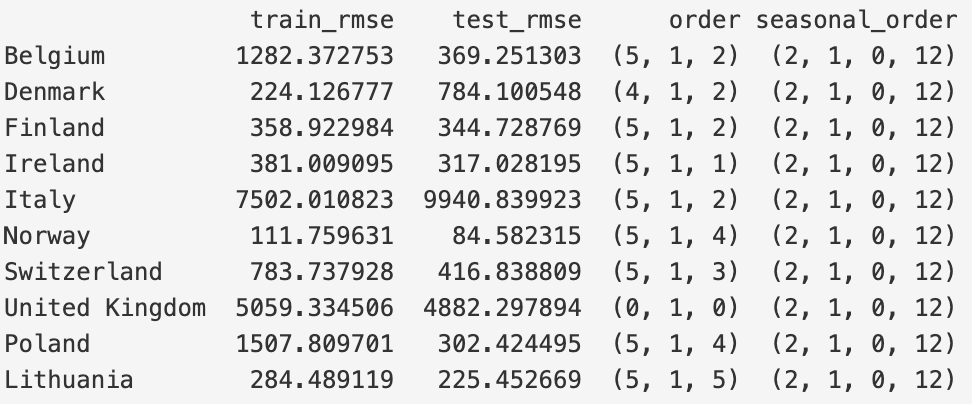 train_rmse test_rmse order seasonal_order
Belgium 1282.372753 369.251303 (5, 1, 2) (2, 1, 0, 12)
Denmark 224.126777 784.100548 (4, 1, 2) (2, 1, 0, 12)
Finland 358.922984 344.728769 (5, 1, 2) (2, 1, 0, 12)
Ireland 381.009095 317.028195 (5, 1, 1) (2, 1, 0, 12)
Italy 7502.010823 9940.839923 (5, 1, 2) (2, 1, 0, 12)
Norway 111.759631 84.582315 (5, 1, 4) (2, 1, 0, 12)
Switzerland 783.737928 416.838809 (5, 1, 3) (2, 1, 0, 12)
United Kingdom 5059.334506 4882.297894 (0, 1, 0) (2, 1, 0, 12)
Poland 1507.809701 302.424495 (5, 1, 4) (2, 1, 0, 12)
Lithuania 284.489119 225.452669 (5, 1, 5) (2, 1, 0, 12)